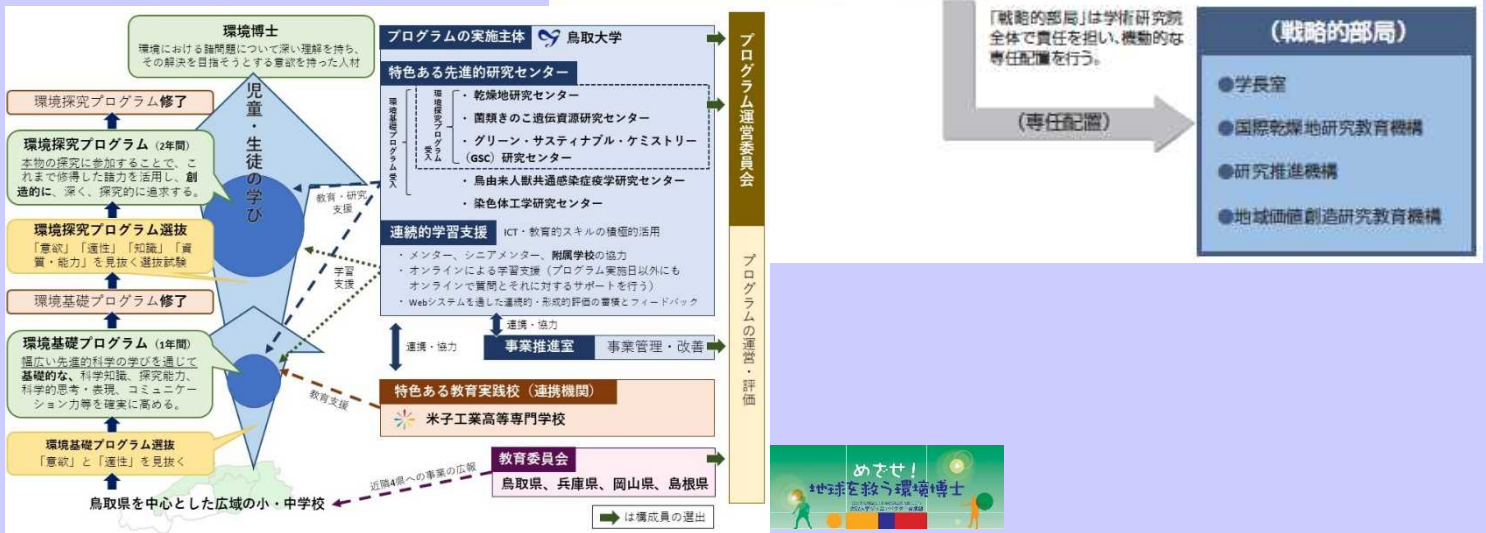 環境博士
環境における諸問題について深い理解を持ち、
その解決を目指そうとする意欲を持った人材
環境探究プログラム修了
環境探究プログラム（2年間）
本物の探究に参加することで、こ
れまで修得した諸力を活用し、創
造的に、深く、探究的に追求する。
環境探究プログラム選抜
「意欲」「適性」「知識」「資
質・能力」を見抜く選抜試験
環境基礎プログラム修了
環境基礎プログラム（1年間）
幅広い先進的科学の学びを通じて
基礎的な、科学知識、探究能力、
科学的思考・表現、コミュニケー
ション力等を確実に高める。
環境基礎プログラム選抜
「意欲」と「適性」を見抜く
鳥取県を中心とした広域の小・中学校
児童・生徒の学び
教育・研究
支援
学習
支援
教育支援
近隣4県への事業の広報
プログラムの実施主体
鳥取大学
特色ある先進的研究センター
環境基礎プログラム受入
環境探究プログラム
受入
・乾燥地研究センター
・菌類きのこ遺伝資源研究センター
・グリーン・サスティナブル・ケミストリー
（GSC）研究センター
・鳥由来人獣共通感染症疫学研究センター
・染色体工学研究センター
連続的学習支援
ICT・教育的スキルの積極的活用
・メンター、シニアメンター、附属学校の協力
・オンラインによる学習支援（プログラム実施日以外にも
オンラインで質問とそれに対するサポートを行う）
・Webシステムを通した連続的・形成的評価の蓄積とフィードバック
連携・協力
連携・協力
事業推進室
事業管理・改善
特色ある教育実践校（連携機関）
米子工業高等専門学校
教育委員会
鳥取県、兵庫県、岡山県、島根県
は構成員の選出
プログラム運営委員会
プログラムの運営・評価
「戦略的部局」は学術研究院
全体で責任を担い、機動的な
専任配置を行う。
（専任配置）
（戦略的部局）
●学長室
●国際乾燥地研究教育機構
●研究推進機構
●地域価値創造研究教育機構
めざせ！
地球を救う環境博士